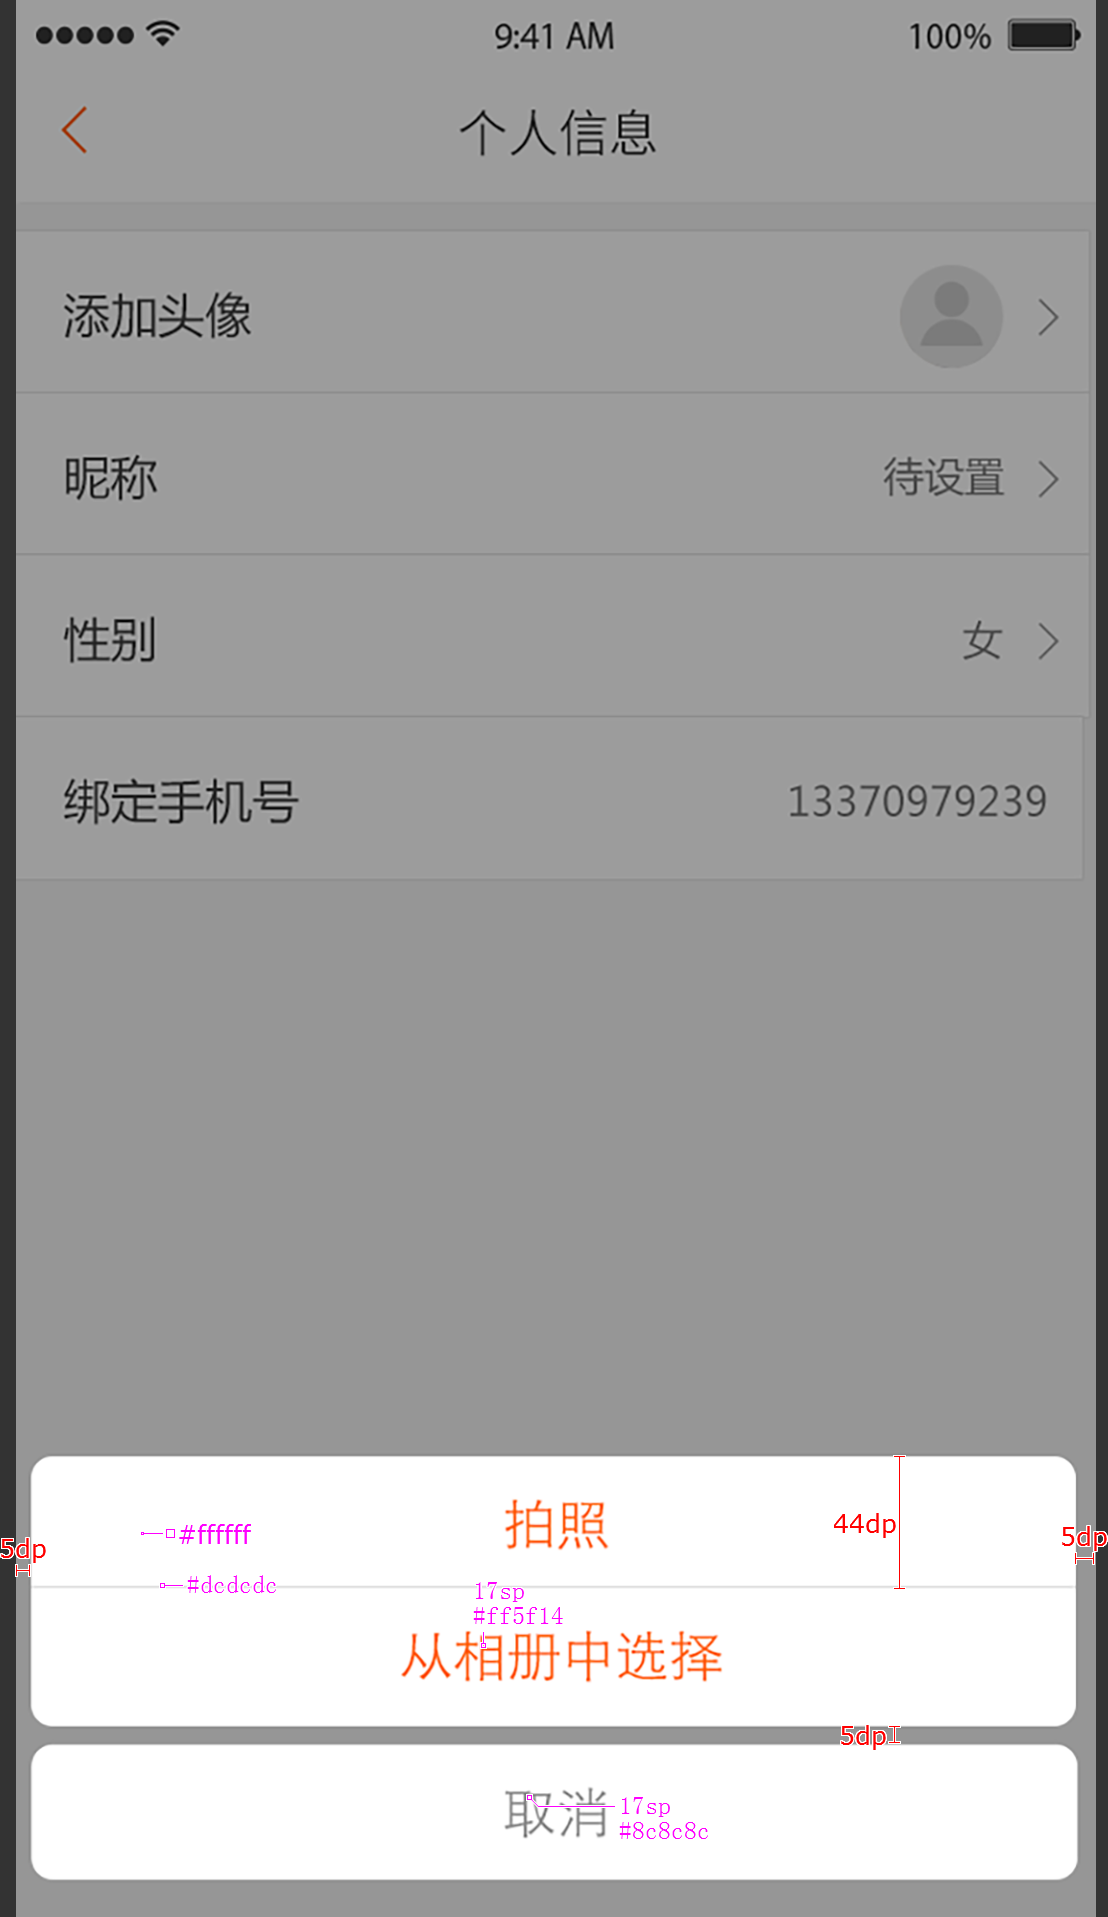 9:41 AM 100%
个人信息
添加头像
昵称 待设置
性别 女
绑定手机号 13370979239
拍照
44dp
#ffffff
5dp
5dp
#dcdcdc
17sp
#ff5f14
从相册中选择
5dp
取消
17sp
#8c8c8c